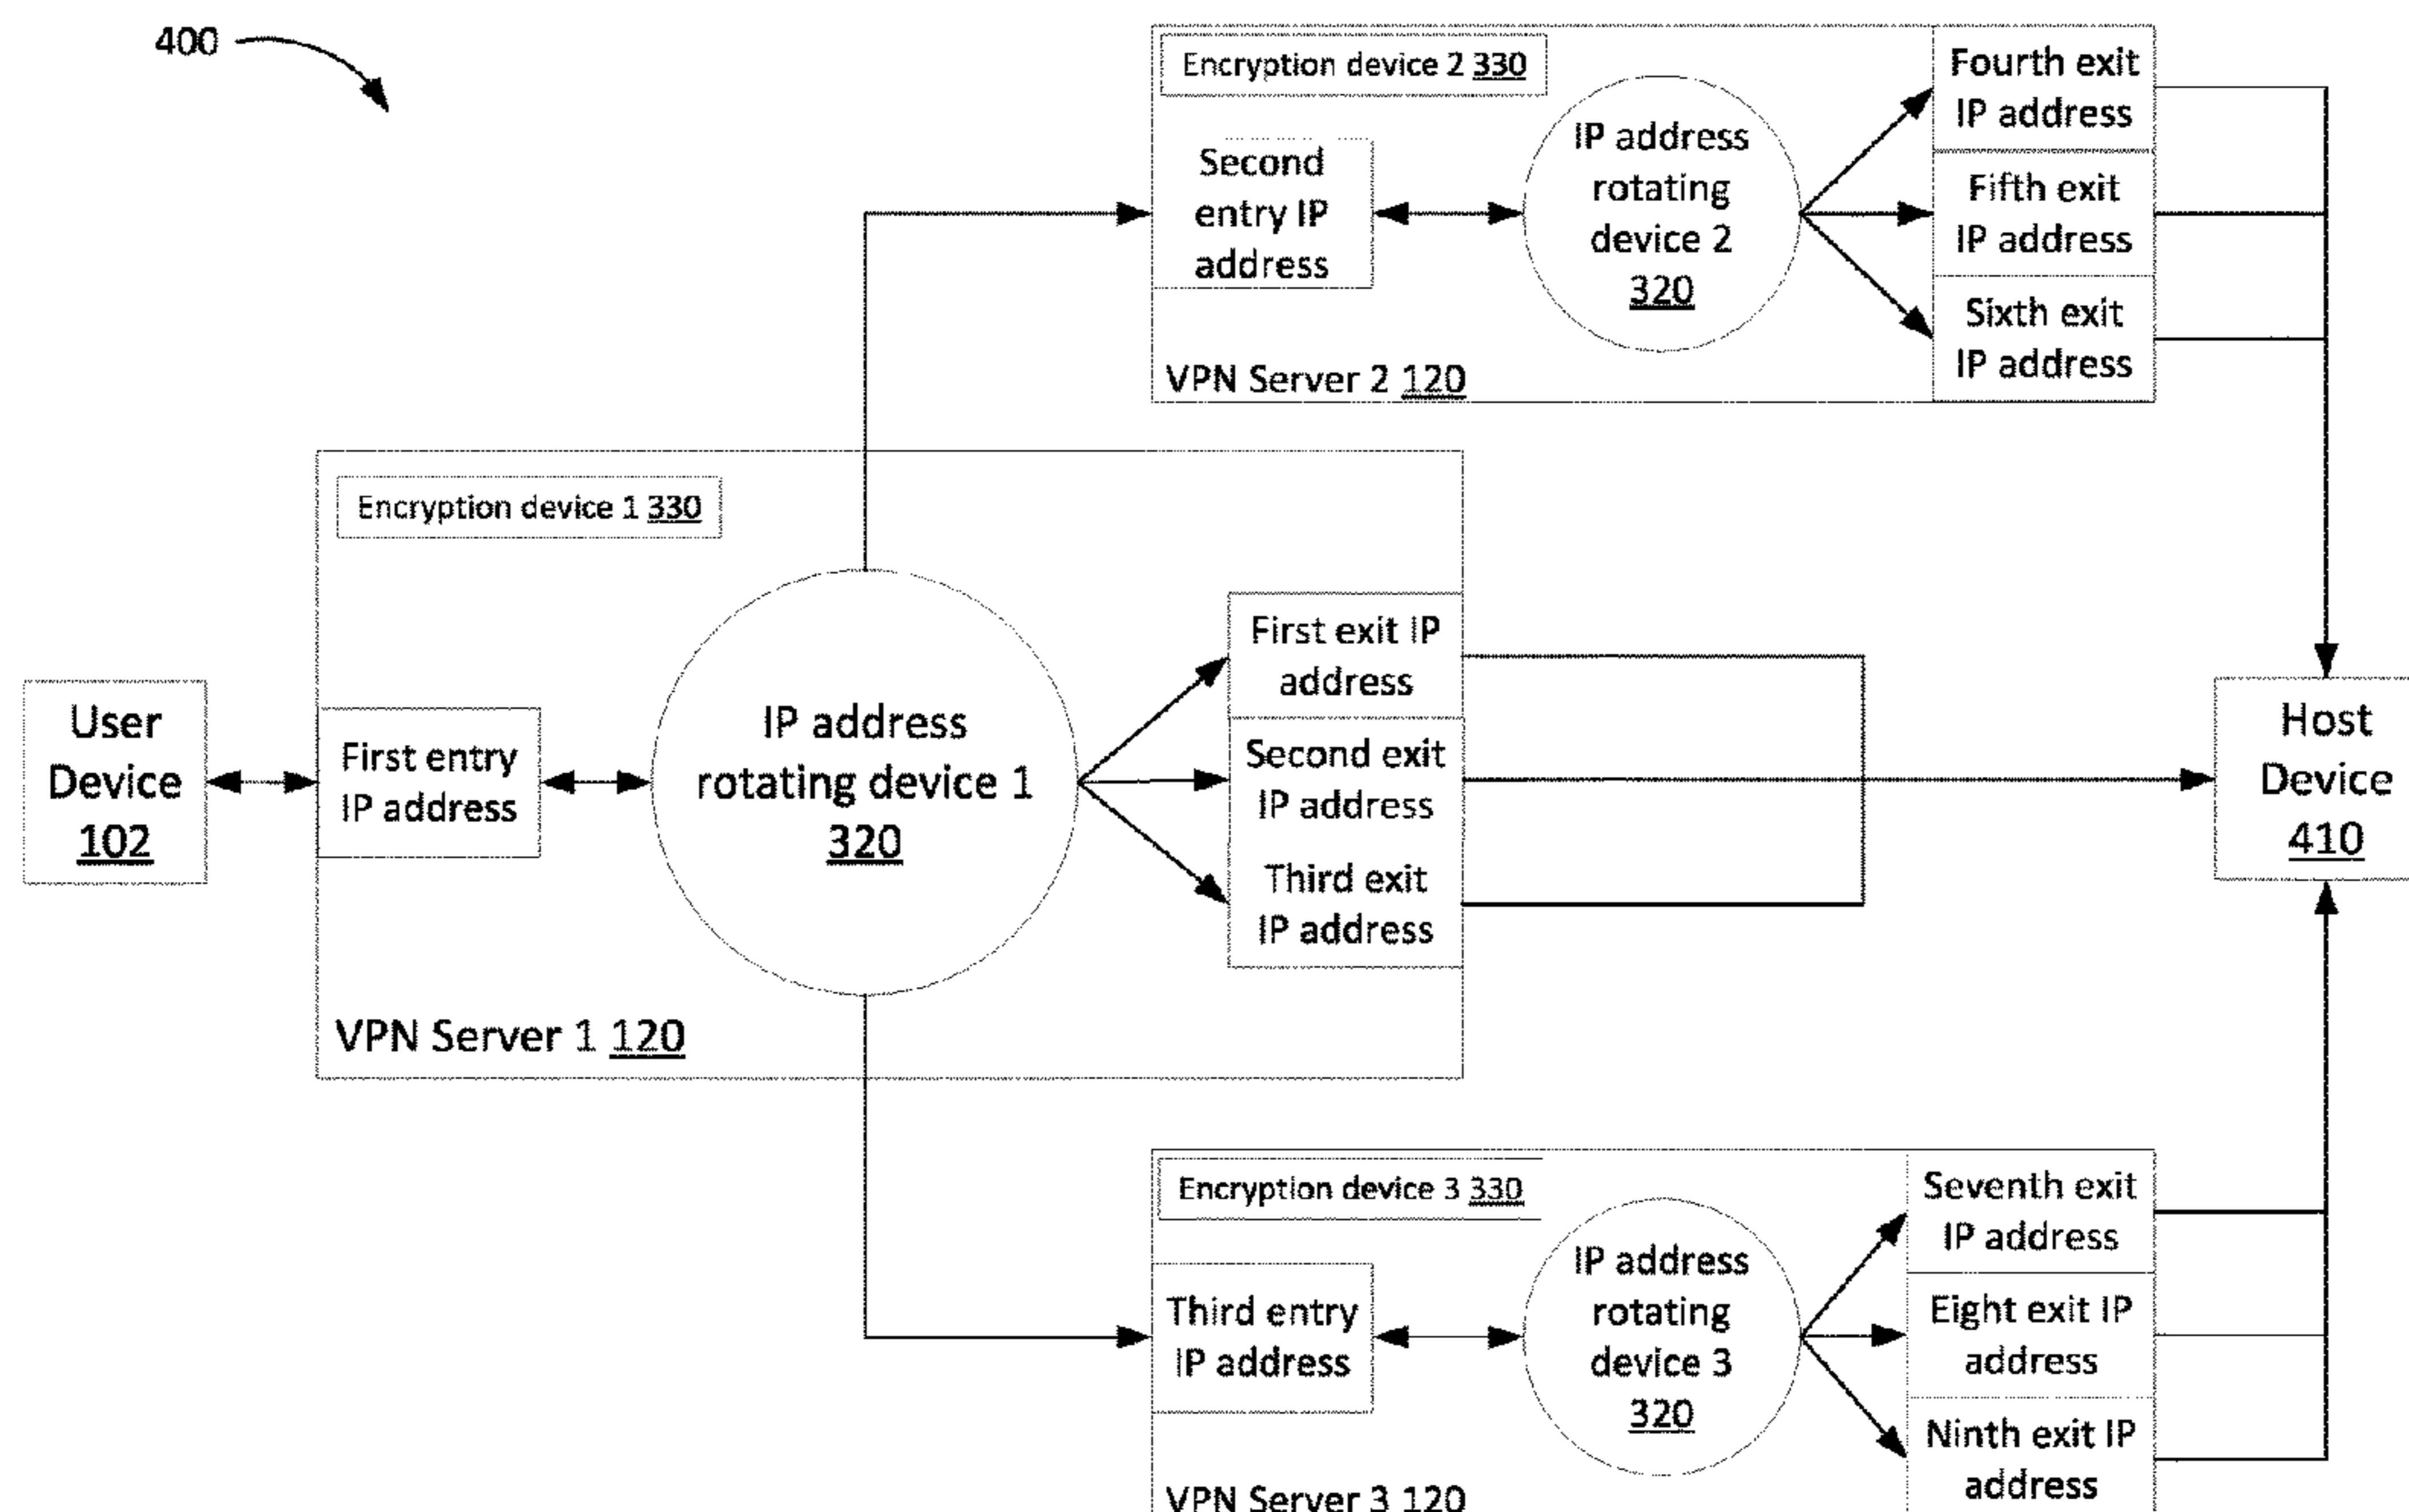 400
Encryption device 2 330
Second
entry IP
address
IP address
rotating
device 2
320
Fourth exit
IP address
Fifth exit
IP address
Sixth exit
IP address
VPN Server 2 120
Encryption device 1 330
User
Device
102
First entry
IP address
IP address
rotating device 1
320
First exit IP
address
Second exit
IP address
Third exit
IP address
Host
Device
410
VPN Server 1 120
Encryption device 3 330
Third entry
IP address
IP address
rotating
device 3
320
Seventh exit
IP address
Eight exit IP
address
Ninth exit IP
address
VPN Server 3 120